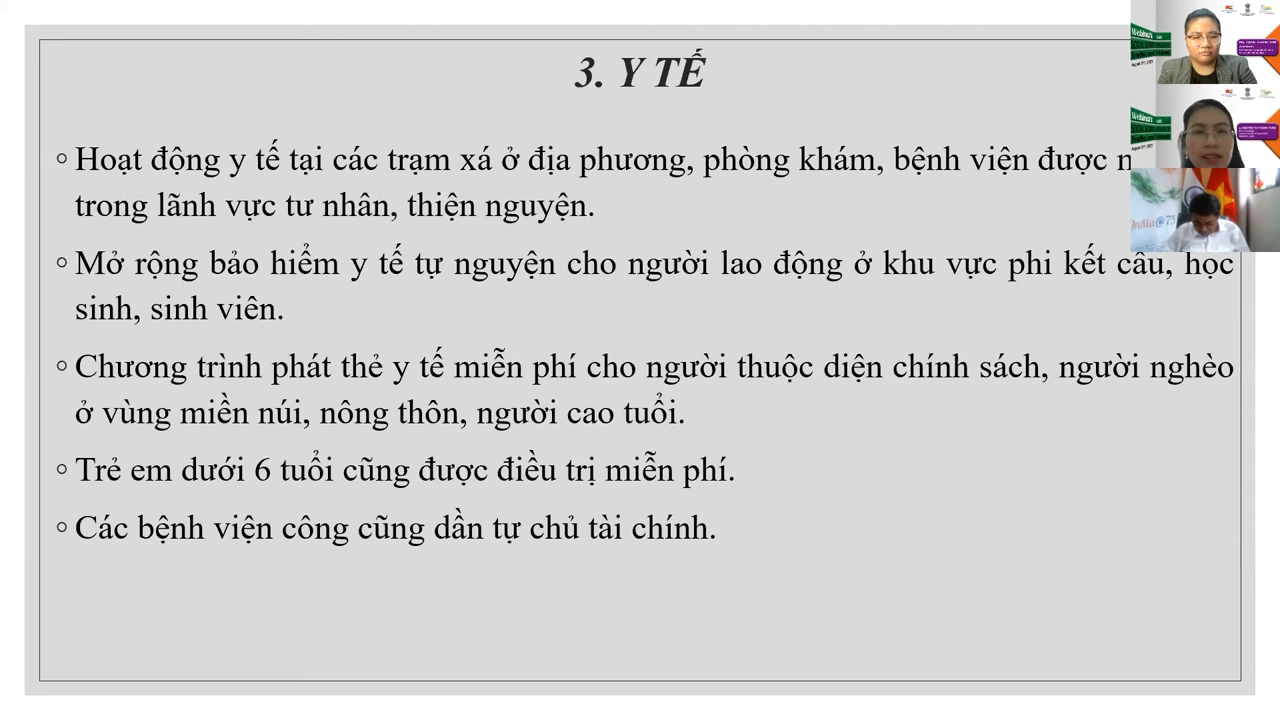 3. Y TẾ
◦ Hoạt động y tế tại các trạm xá ở địa phương, phòng khám, bệnh viện được
trong lãnh vực tư nhân, thiện nguyện.
◦ Mở rộng bảo hiểm y tế tự nguyện cho người lao động ở khu vực phi kết cấu, học
sinh, sinh viên.
◦ Chương trình phát thẻ y tế miễn phí cho người thuộc diện chính sách, người nghèo
ở vùng miền núi, nông thôn, người cao tuổi.
◦ Trẻ em dưới 6 tuổi cũng được điều trị miễn phí.
◦ Các bệnh viện công cũng dần tự chủ tài chính.
Webinar
Webinar
India@75